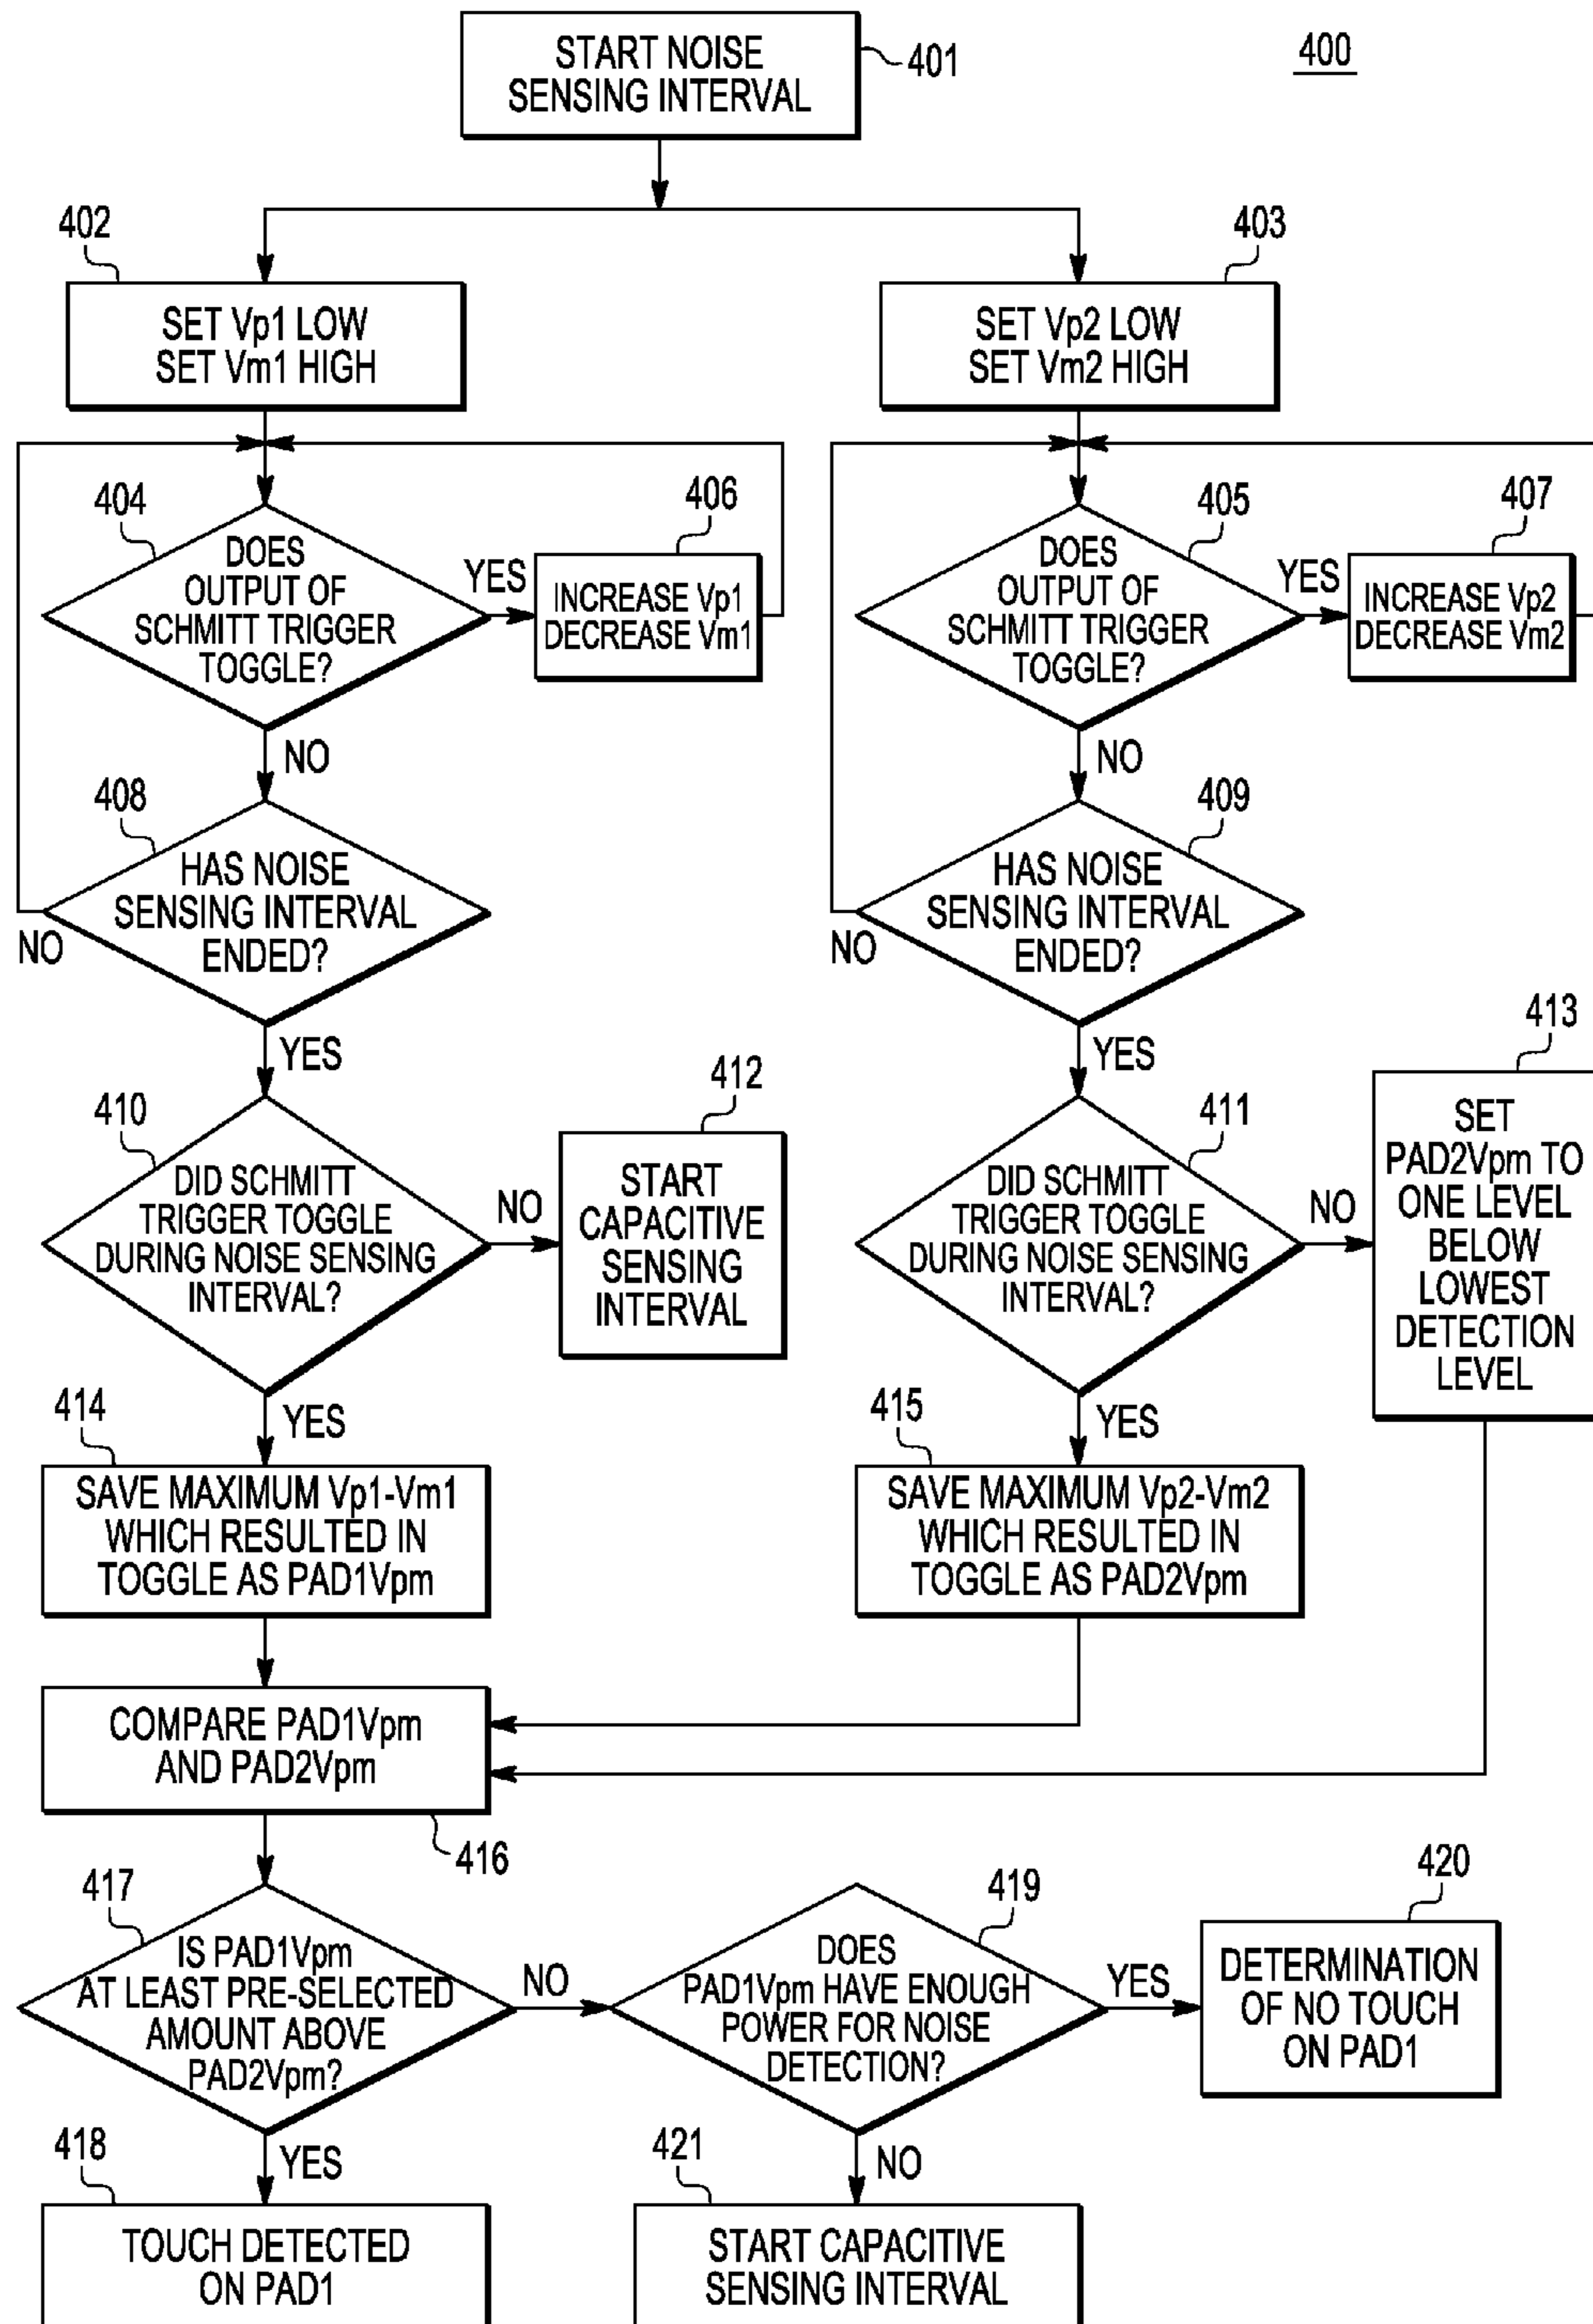 400
START NOISE
SENSING INTERVAL
401
402
SET Vp1 LOW
SET Vm1 HIGH
403
SET Vp2 LOW
SET Vm2 HIGH
404
DOES
OUTPUT OF
SCHMITT TRIGGER
TOGGLE?
YES
406
INCREASE Vp1
DECREASE Vm1
405
DOES
OUTPUT OF
SCHMITT TRIGGER
TOGGLE?
YES
407
INCREASE Vp2
DECREASE Vm2
NO
NO
408
HAS NOISE
SENSING INTERVAL
ENDED?
NO
409
HAS NOISE
SENSING INTERVAL
ENDED?
NO
YES
YES
410
DID SCHMITT
TRIGGER TOGGLE
DURING NOISE SENSING
INTERVAL?
NO
412
START
CAPACITIVE
SENSING
INTERVAL
411
DID SCHMITT
TRIGGER TOGGLE
DURING NOISE SENSING
INTERVAL?
NO
413
SET
PAD2Vpm TO
ONE LEVEL
BELOW
LOWEST
DETECTION
LEVEL
YES
YES
414
SAVE MAXIMUM Vp1-Vm1
WHICH RESULTED IN
TOGGLE AS PAD1Vpm
415
SAVE MAXIMUM Vp2-Vm2
WHICH RESULTED IN
TOGGLE AS PAD2Vpm
COMPARE PAD1Vpm
AND PAD2Vpm
416
417
IS PAD1Vpm
AT LEAST PRE-SELECTED
AMOUNT ABOVE
PAD2Vpm?
NO
419
DOES
PAD1Vpm HAVE ENOUGH
POWER FOR NOISE
DETECTION?
YES
420
DETERMINATION
OF NO TOUCH
ON PAD1
YES
NO
418
TOUCH DETECTED
ON PAD1
421
START CAPACITIVE
SENSING INTERVAL